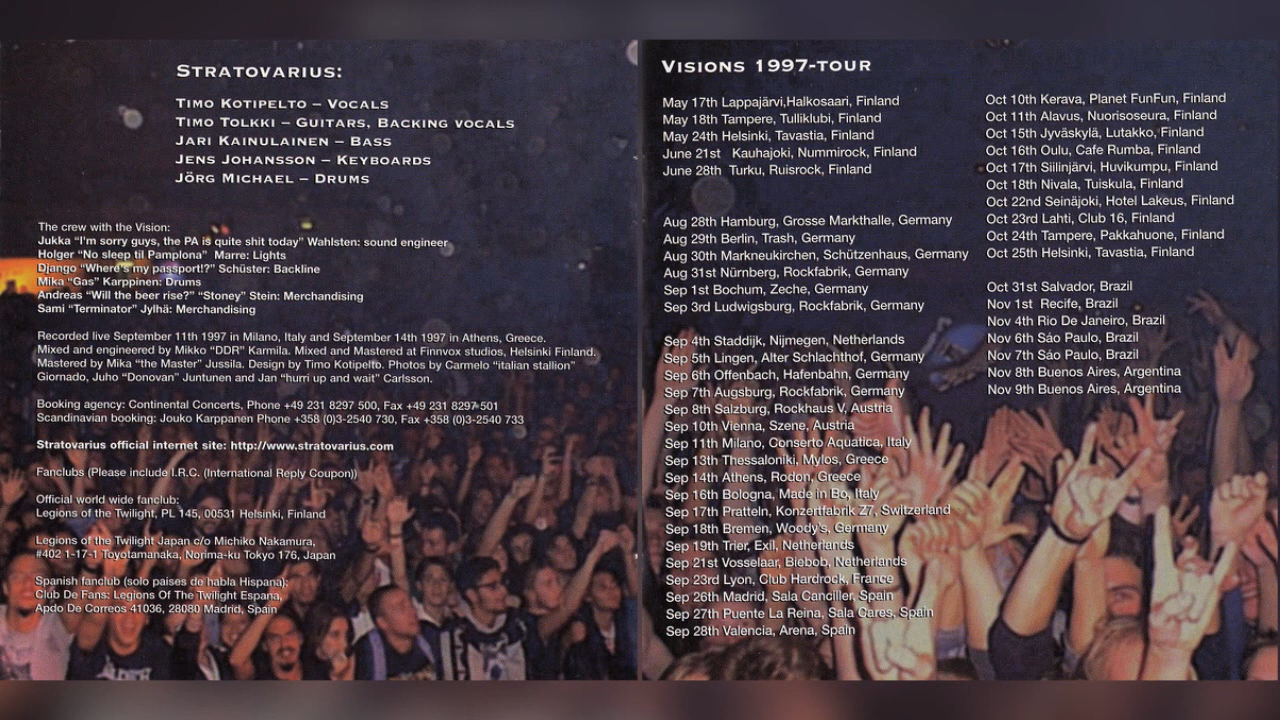 STRATOVARIUS:
TIMO KOTIPELTO – VOCALS
TIMO TOLKKI – GUITARS, BACKING VOCALS
JARI KAINULAINEN – BASS
JENS JOHANSSON – KEYBOARDS
JÖRG MICHAEL – DRUMS
The crew with the Vision:
Jukka “I'm sorry guys, the PA is quite shit today” Wahlsten: sound engineer
Holger “No sleep til Pamplona” Marre: Lights
Django “Where's my passport!?” Schüster: Backline
Mika “Gas” Karppinen: Drums
Andreas “Will the beer rise?” “Stoney” Stein: Merchandising
Sami “Terminator” Jylhä: Merchandising
Recorded live September 11th 1997 in Milano, Italy and September 14th 1997 in Athens, Greece.
Mixed and engineered by Mikko “DDR” Karmila. Mixed and Mastered at Finnvox studios, Helsinki Finland.
Mastered by Mika “the Master” Jussila. Design by Timo Kotipelto. Photos by Carmelo “italian stallion”
Giornado, Juho “Donovan” Juntunen and Jan “hurri up and wait” Carlsson.
Booking agency: Continental Concerts, Phone +49 231 8297 500, Fax +49 231 8297 501
Scandinavian booking: Jouko Karppanen Phone +358 (0)3-2540 730, Fax +358 (0)3-2540 733
Stratovarius official internet site: http://www.stratovarius.com
Fanclubs (Please include I.R.C. (International Reply Coupon))
Official world wide fanclub:
Legions of the Twilight, PL 145, 00531 Helsinki, Finland
Legions of the Twilight Japan c/o Michiko Nakamura,
#402 1-17-1 Toyotamanaka, Norima-ku Tokyo 176, Japan
Spanish fanclub (solo paises de habla Hispana):
Club De Fans: Legions Of The Twilight Espana,
Apdo De Correos 41036, 28080 Madrid, Spain
VISIONS 1997-TOUR
May 17th Lappajärvi,Halkosaari, Finland
May 18th Tampere, Tulliklubi, Finland
May 24th Helsinki, Tavastia, Finland
June 21st Kauhajoki, Nummirock, Finland
June 28th Turku, Ruisrock, Finland
Aug 28th Hamburg, Grosse Markthalle, Germany
Aug 29th Berlin, Trash, Germany
Aug 30th Markneukirchen, Schützenhaus, Germany
Aug 31st Nürnberg, Rockfabrik, Germany
Sep 1st Bochum, Zeche, Germany
Sep 3rd Ludwigsburg, Rockfabrik, Germany
Sep 4th Staddijk, Nijmegen, Netherlands
Sep 5th Lingen, Alter Schlachthof, Germany
Sep 6th Offenbach, Hafenbahn, Germany
Sep 7th Augsburg, Rockfabrik, Germany
Sep 8th Salzburg, Rockhaus V, Austria
Sep 10th Vienna, Szene, Austria
Sep 11th Milano, Conserto Aquatica, Italy
Sep 13th Thessaloniki, Mylos, Greece
Sep 14th Athens, Rodon, Greece
Sep 16th Bologna, Made in Bo, Italy
Sep 17th Pratteln, Konzertfabrik Z7, Switzerland
Sep 18th Bremen, Woody's, Germany
Sep 19th Trier, Exil, Netherlands
Sep 21st Vosselaar, Biebob, Netherlands
Sep 23rd Lyon, Club Hardrock, France
Sep 26th Madrid, Sala Canciller, Spain
Sep 27th Puente La Reina, Sala Cares, Spain
Sep 28th Valencia, Arena, Spain
Oct 10th Kerava, Planet FunFun, Finland
Oct 11th Alavus, Nuorisoseura, Finland
Oct 15th Jyväskylä, Lutakko, Finland
Oct 16th Oulu, Cafe Rumba, Finland
Oct 17th Siilinjärvi, Huvikumpu, Finland
Oct 18th Nivala, Tuiskula, Finland
Oct 22nd Seinäjoki, Hotel Lakeus, Finland
Oct 23rd Lahti, Club 16, Finland
Oct 24th Tampere, Pakkahuone, Finland
Oct 25th Helsinki, Tavastia, Finland
Oct 31st Salvador, Brazil
Nov 1st Recife, Brazil
Nov 4th Rio De Janeiro, Brazil
Nov 6th Sáo Paulo, Brazil
Nov 7th Sáo Paulo, Brazil
Nov 8th Buenos Aires, Argentina
Nov 9th Buenos Aires, Argentina